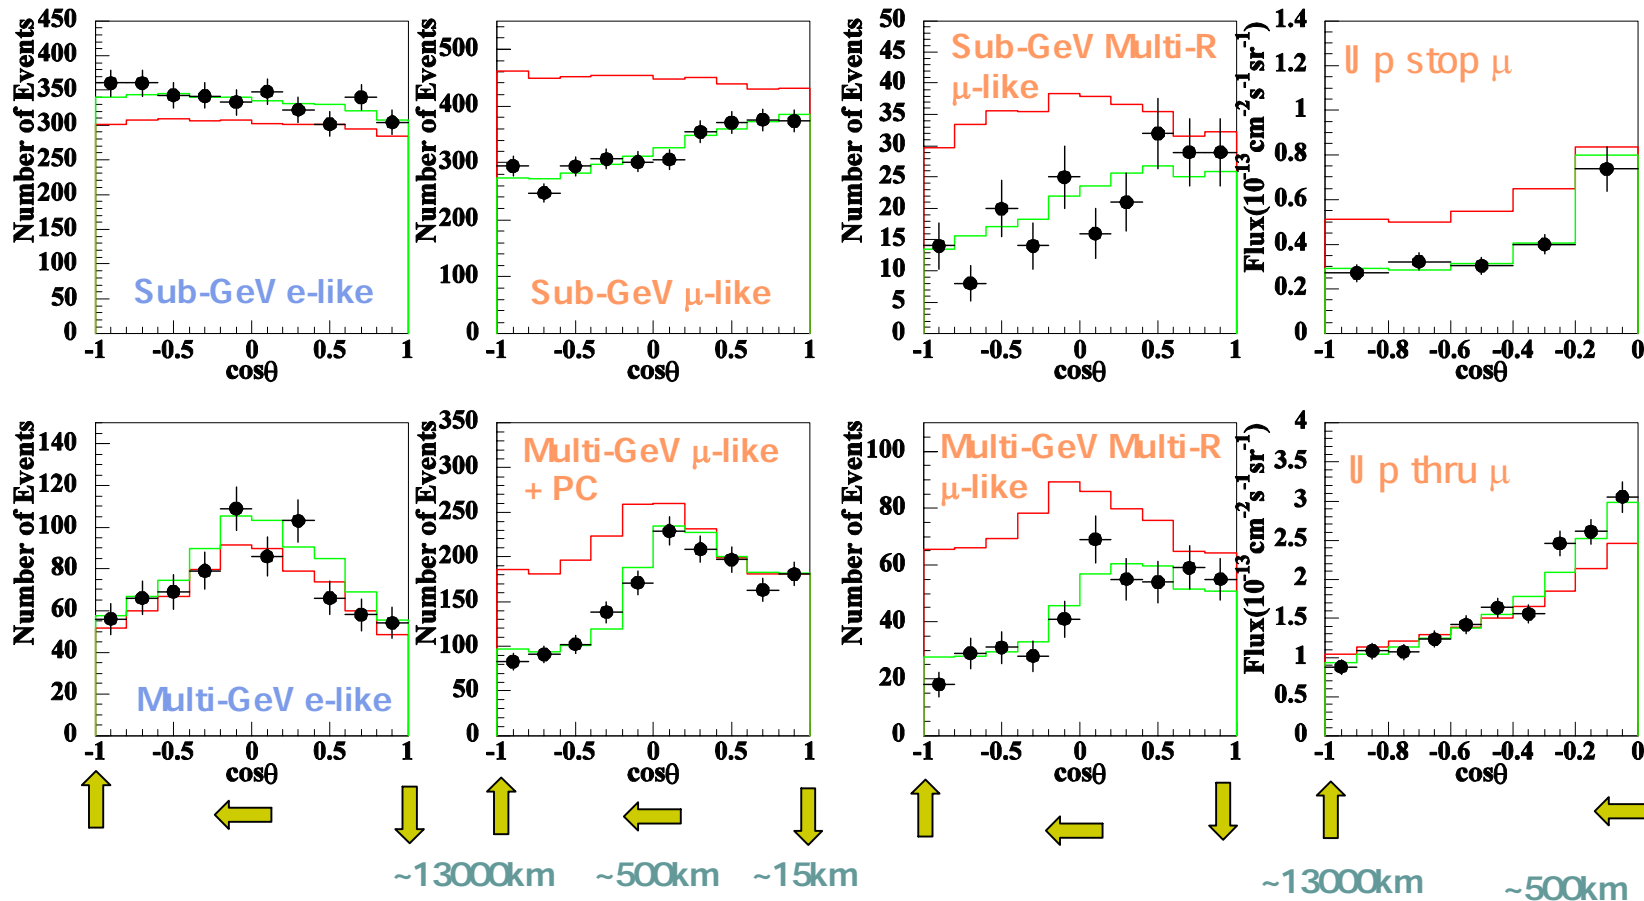 Number of Events
450
400
350
300
250
200
150
100
50
0
Sub-GeV e-like
-1 -0.5 0 0.5 1
cosθ
Number of Events
500
400
300
200
100
0
Sub-GeV μ-like
-1 -0.5 0 0.5 1
cosθ
Number of Events
50
45
40
35
30
25
20
15
10
5
0
Sub-GeV Multi-R
μ-like
-1 -0.5 0 0.5 1
cosθ
Flux(10-13cm-2s-1sr-1)
1.4
1.2
1
0.8
0.6
0.4
0.2
0
Up stop μ
-1 -0.8 -0.6 -0.4 -0.2 0
cosθ
Number of Events
140
120
100
80
60
40
20
0
Multi-GeV e-like
-1 -0.5 0 0.5 1
cosθ
Number of Events
350
300
250
200
150
100
50
0
Multi-GeV μ-like
+ PC
-1 -0.5 0 0.5 1
cosθ
Number of Events
100
80
60
40
20
0
Multi-GeV Multi-R
μ-like
-1 -0.5 0 0.5 1
cosθ
Flux(10-13cm-2s-1sr-1)
4
3.5
3
2.5
2
1.5
1
0.5
0
Up thru μ
-1 -0.8 -0.6 -0.4 -0.2 0
cosθ
~13000km ~500km ~15km
~13000km ~500km